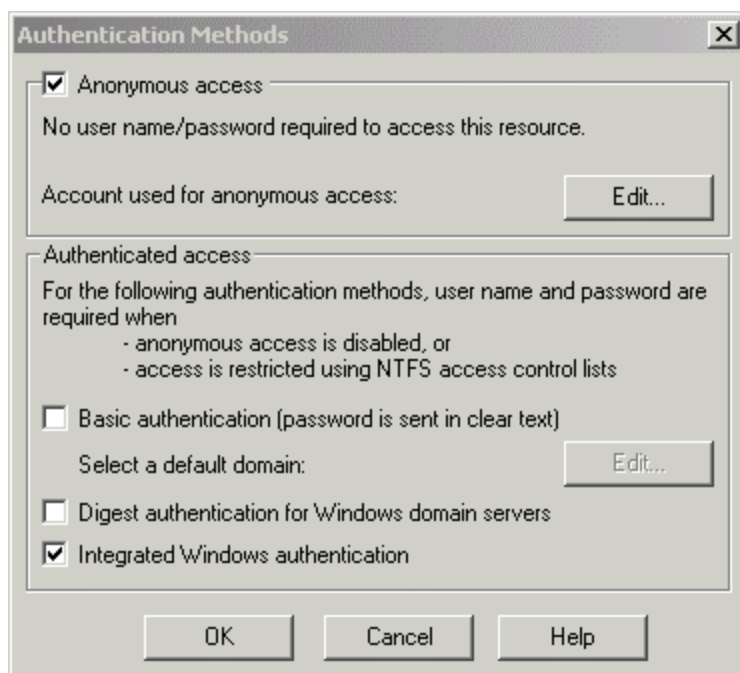 Authentication Methods
Anonymous access
No user name/password required to access this resource.
Account used for anonymous access:
Edit...
Authenticated access
For the following authentication methods, user name and password are
required when
- anonymous access is disabled, or
- access is restricted using NTFS access control lists
Basic authentication (password is sent in clear text)
Select a default domain:
Edit...
Digest authentication for Windows domain servers
Integrated Windows authentication
OK
Cancel
Help